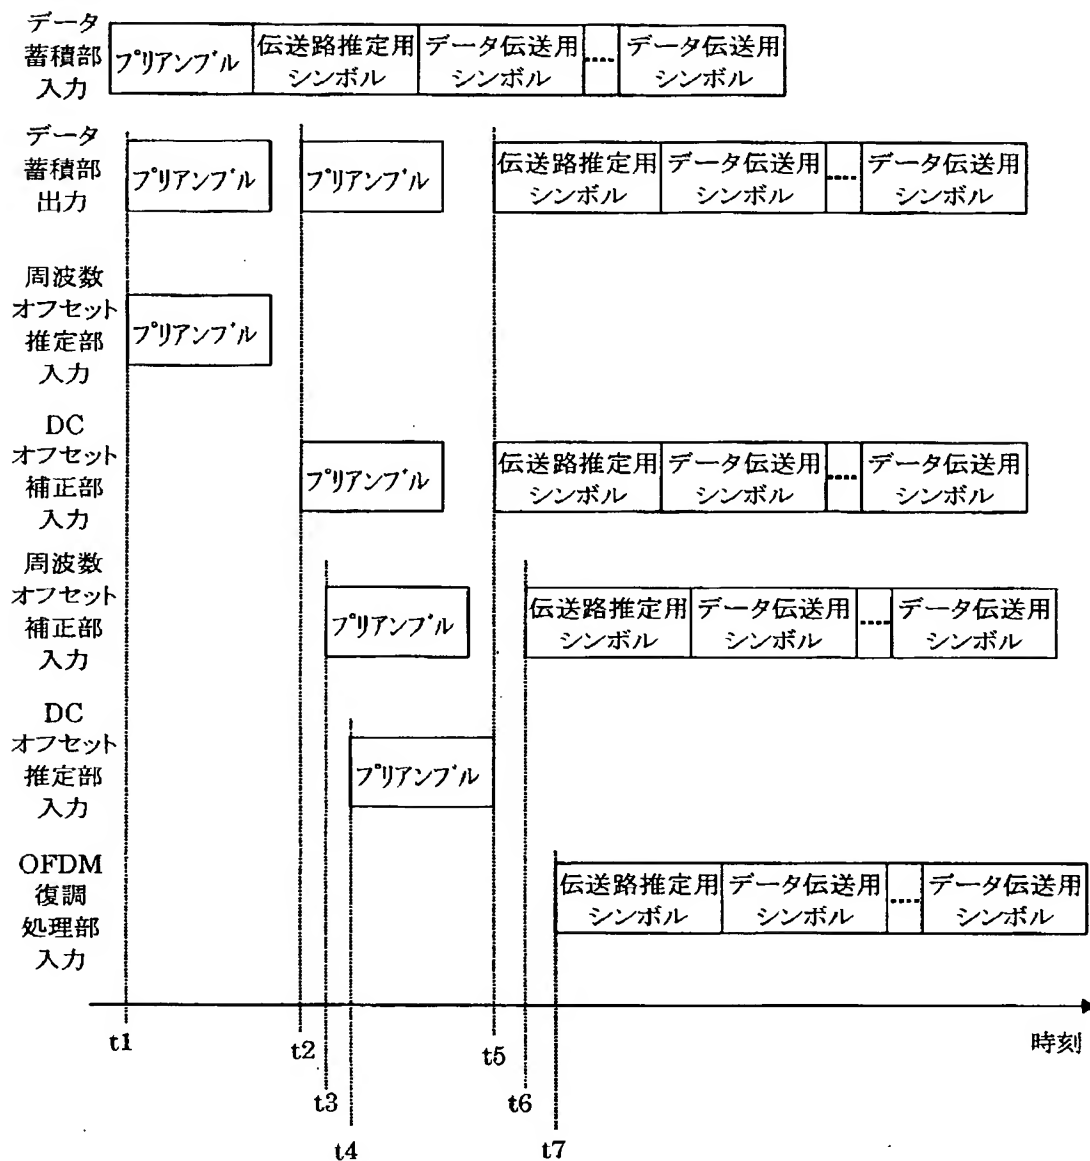 データ
蓄積部
入力
プリアンブル
伝送路推定用
シンボル
データ伝送用
シンボル
データ伝送用
シンボル
データ
蓄積部
出力
プリアンブル
プリアンブル
伝送路推定用
シンボル
データ伝送用
シンボル
データ伝送用
シンボル
周波数
オフセット
推定部
入力
プリアンブル
DC
オフセット
補正部
入力
プリアンブル
伝送路推定用
シンボル
データ伝送用
シンボル
データ伝送用
シンボル
周波数
オフセット
補正部
入力
プリアンブル
伝送路推定用
シンボル
データ伝送用
シンボル
データ伝送用
シンボル
DC
オフセット
推定部
入力
プリアンブル
OFDM
復調
処理部
入力
伝送路推定用
シンボル
データ伝送用
シンボル
データ伝送用
シンボル
t1
t2
t3
t4
t5
t6
t7
時刻